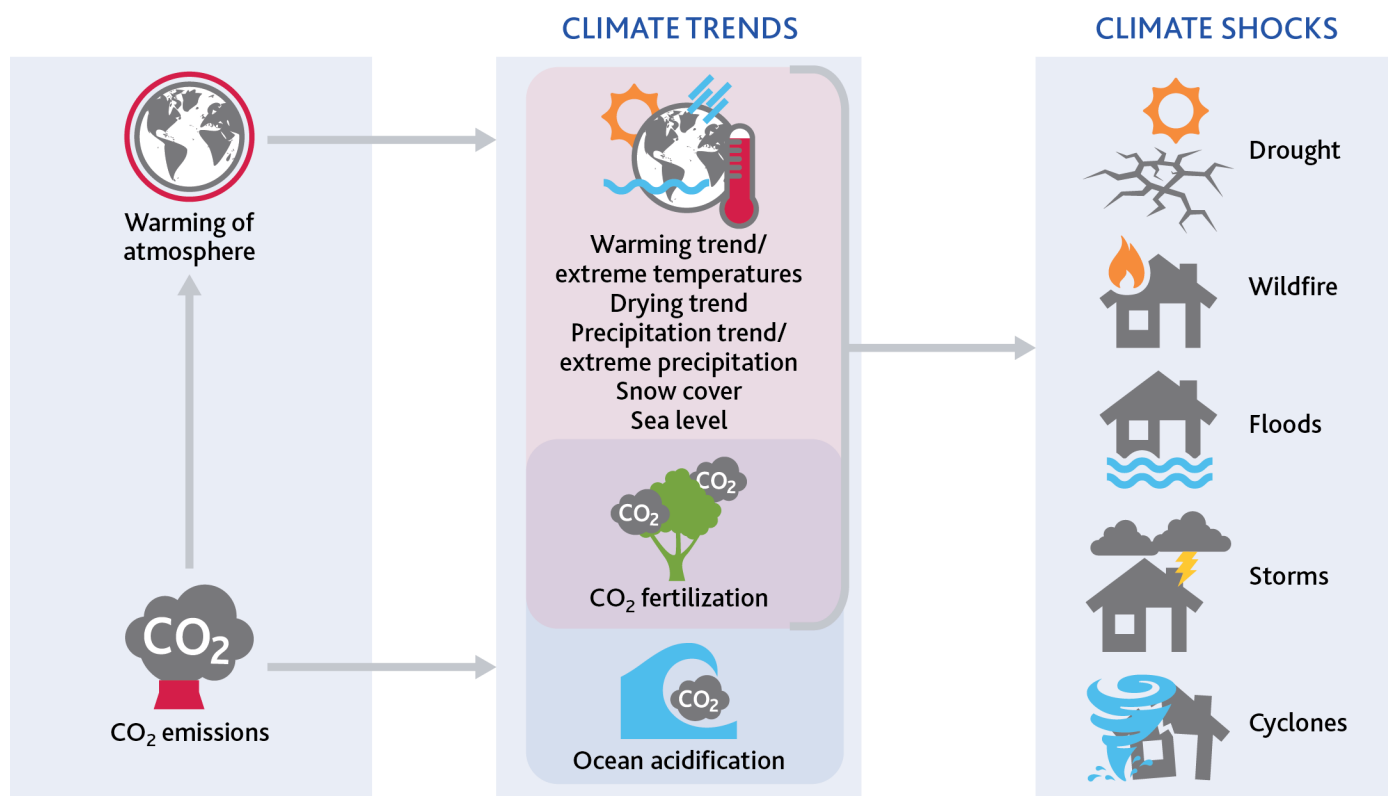 CLIMATE TRENDS
CLIMATE SHOCKS
Warming of
atmosphere
CO₂
CO₂ emissions
Warming trend/
extreme temperatures
Drying trend
Precipitation trend/
extreme precipitation
Snow cover
Sea level
CO₂
CO₂
CO₂ fertilization
CO₂
Ocean acidification
Drought
Wildfire
Floods
Storms
Cyclones